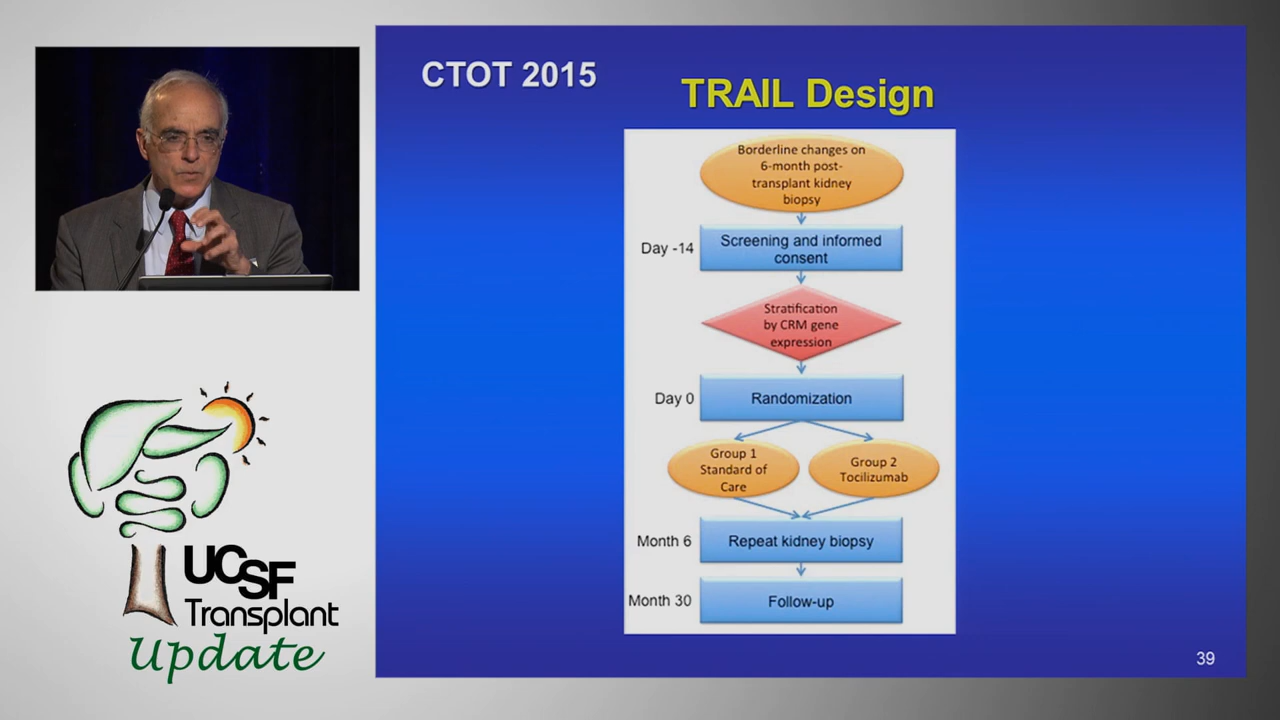 CTOT 2015
TRAIL Design
Borderline changes on
6-month post-
transplant kidney
biopsy
Day -14
Screening and informed
consent
Stratification
by CRM gene
expression
Day 0
Randomization
Group 1
Standard of
Care
Group 2
Tocilizumab
Month 6
Repeat kidney biopsy
Month 30
Follow-up
39
UCSF
Transplant
Update